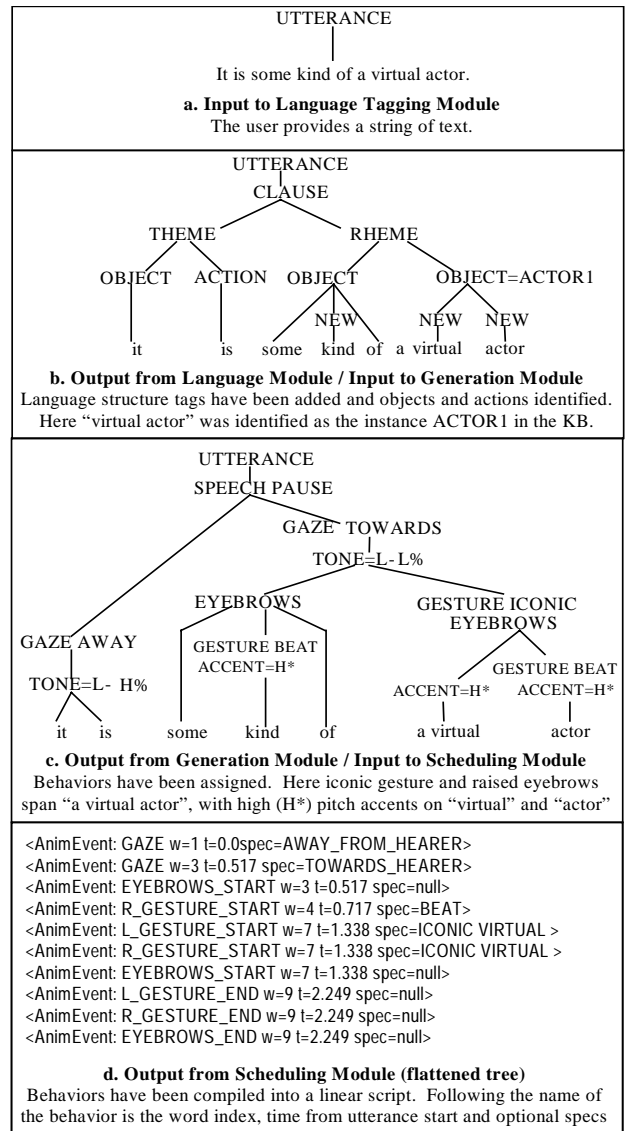 UTTERANCE
It is some kind of a virtual actor.
a. Input to Language Tagging Module
The user provides a string of text.
UTTERANCE
CLAUSE
THEME RHEME
OBJECT ACTION OBJECT OBJECT=ACTOR1
NEW NEW NEW
it is some kind of a virtual actor
b. Output from Language Module / Input to Generation Module
Language structure tags have been added and objects and actions identified.
Here “virtual actor” was identified as the instance ACTOR1 in the KB.
UTTERANCE
SPEECH PAUSE
GAZE TOWARDS
TONE=L- L%
EYEBROWS GESTURE ICONIC
EYEBROWS
GAZE AWAY GESTURE BEAT
ACCENT=H* GESTURE BEAT
TONE=L- H% ACCENT=H* ACCENT=H*
it is some kind of a virtual actor
c. Output from Generation Module / Input to Scheduling Module
Behaviors have been assigned. Here iconic gesture and raised eyebrows
span “a virtual actor”, with high (H*) pitch accents on “virtual” and “actor”
<AnimEvent: GAZE w=1 t=0.0spec=AWAY_FROM_HEARER>
<AnimEvent: GAZE w=3 t=0.517 spec=TOWARDS_HEARER>
<AnimEvent: EYEBROWS_START w=3 t=0.517 spec=null>
<AnimEvent: R_GESTURE_START w=4 t=0.717 spec=BEAT>
<AnimEvent: L_GESTURE_START w=7 t=1.338 spec=ICONIC VIRTUAL >
<AnimEvent: R_GESTURE_START w=7 t=1.338 spec=ICONIC VIRTUAL >
<AnimEvent: EYEBROWS_START w=7 t=1.338 spec=null>
<AnimEvent: L_GESTURE_END w=9 t=2.249 spec=null>
<AnimEvent: R_GESTURE_END w=9 t=2.249 spec=null>
<AnimEvent: EYEBROWS_END w=9 t=2.249 spec=null>
d. Output from Scheduling Module (flattened tree)
Behaviors have been compiled into a linear script. Following the name of
the behavior is the word index, time from utterance start and optional specs